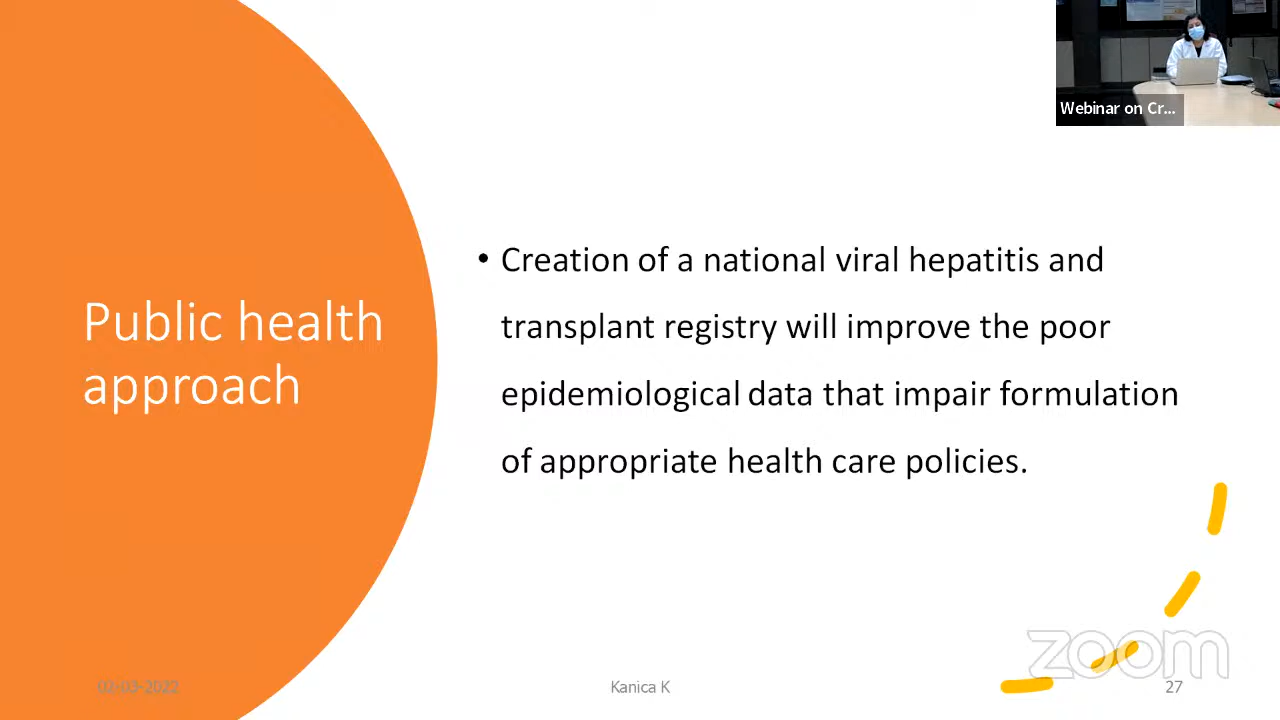 Webinar on Cr...
Public health
approach
• Creation of a national viral hepatitis and
transplant registry will improve the poor
epidemiological data that impair formulation
of appropriate health care policies.
zoom
02-03-2022
Kanica K
27